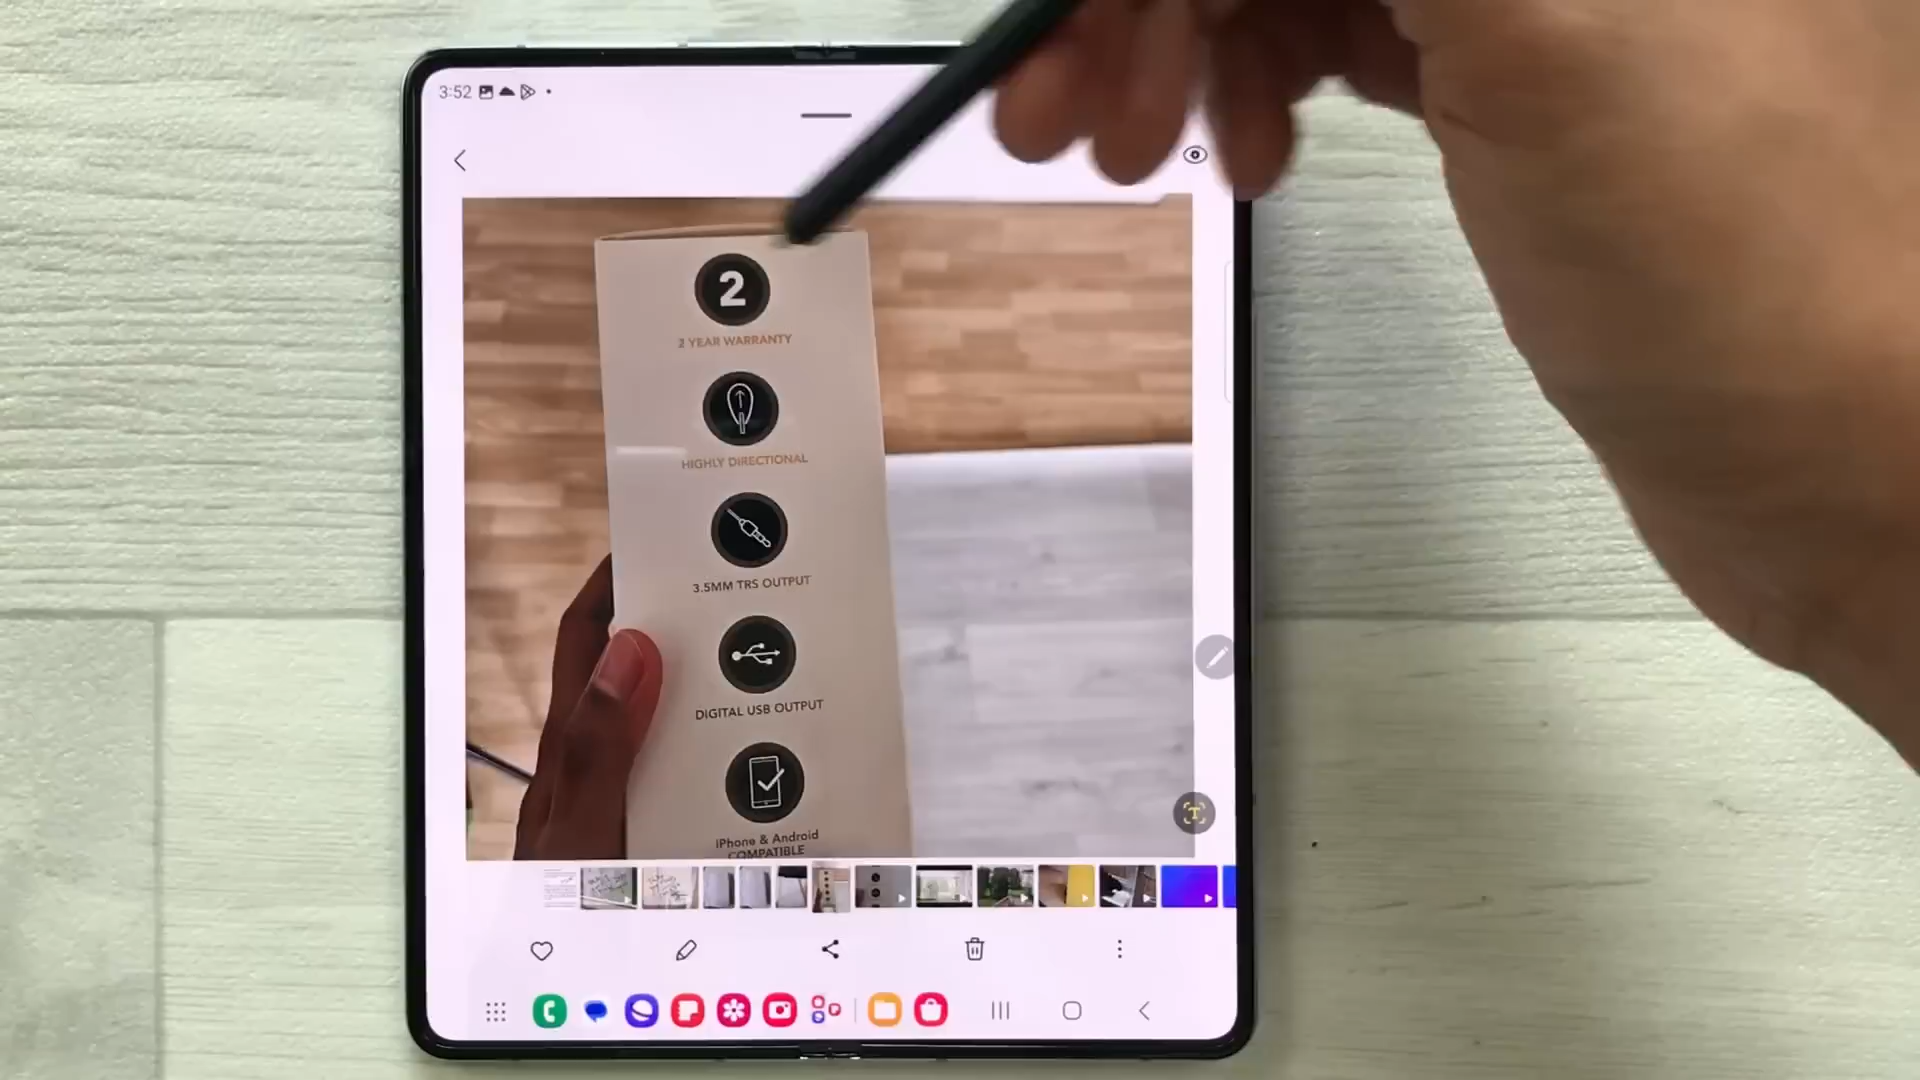 3:52
2
2 YEAR WARRANTY
HIGHLY DIRECTIONAL
3.5MM TRS OUTPUT
DIGITAL USB OUTPUT
iPhone & Android
COMPATIBLE
T